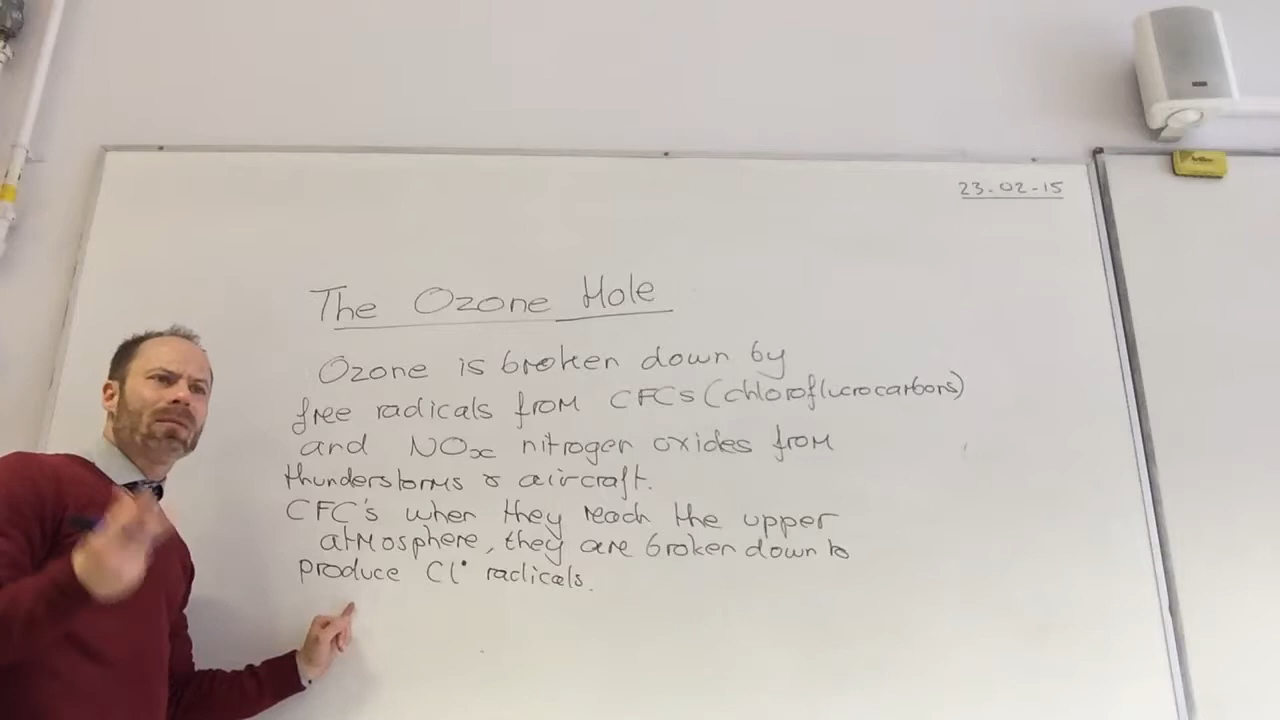 23-02-15
The Ozone Hole
Ozone is broken down by
free radicals from CFCs (chloroflucrocarbons)
and NOx nitrogen oxides from
thunderstorms & aircraft.
CFC's when they reach the upper
atmosphere, they are broken down to
produce Cl• radicals.